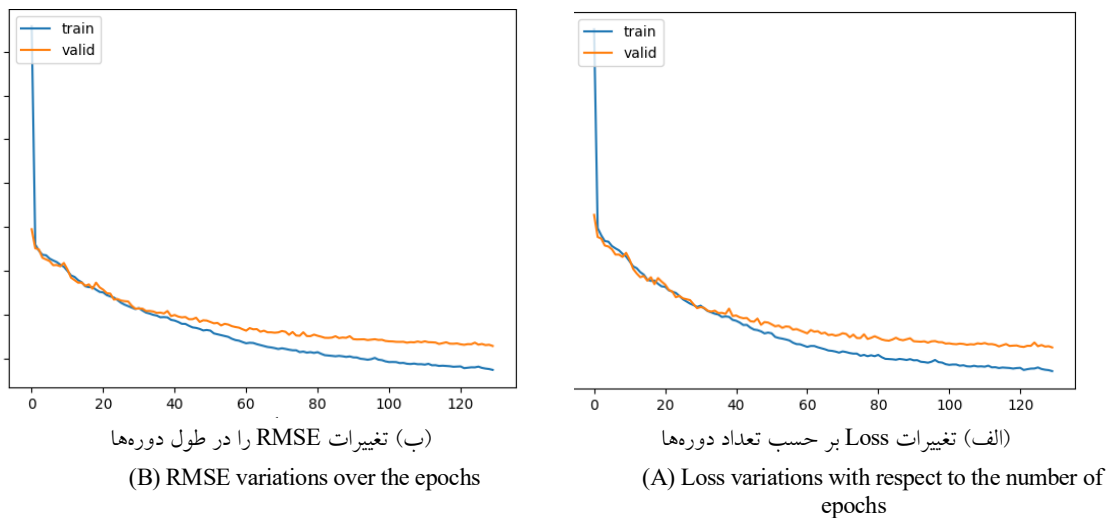 train
valid
0 20 40 60 80 100 120
(ب) تغییرات RMSE را در طول دوره‌ها
(B) RMSE variations over the epochs
train
valid
0 20 40 60 80 100 120
(الف) تغییرات Loss بر حسب تعداد دوره‌ها
(A) Loss variations with respect to the number of
epochs